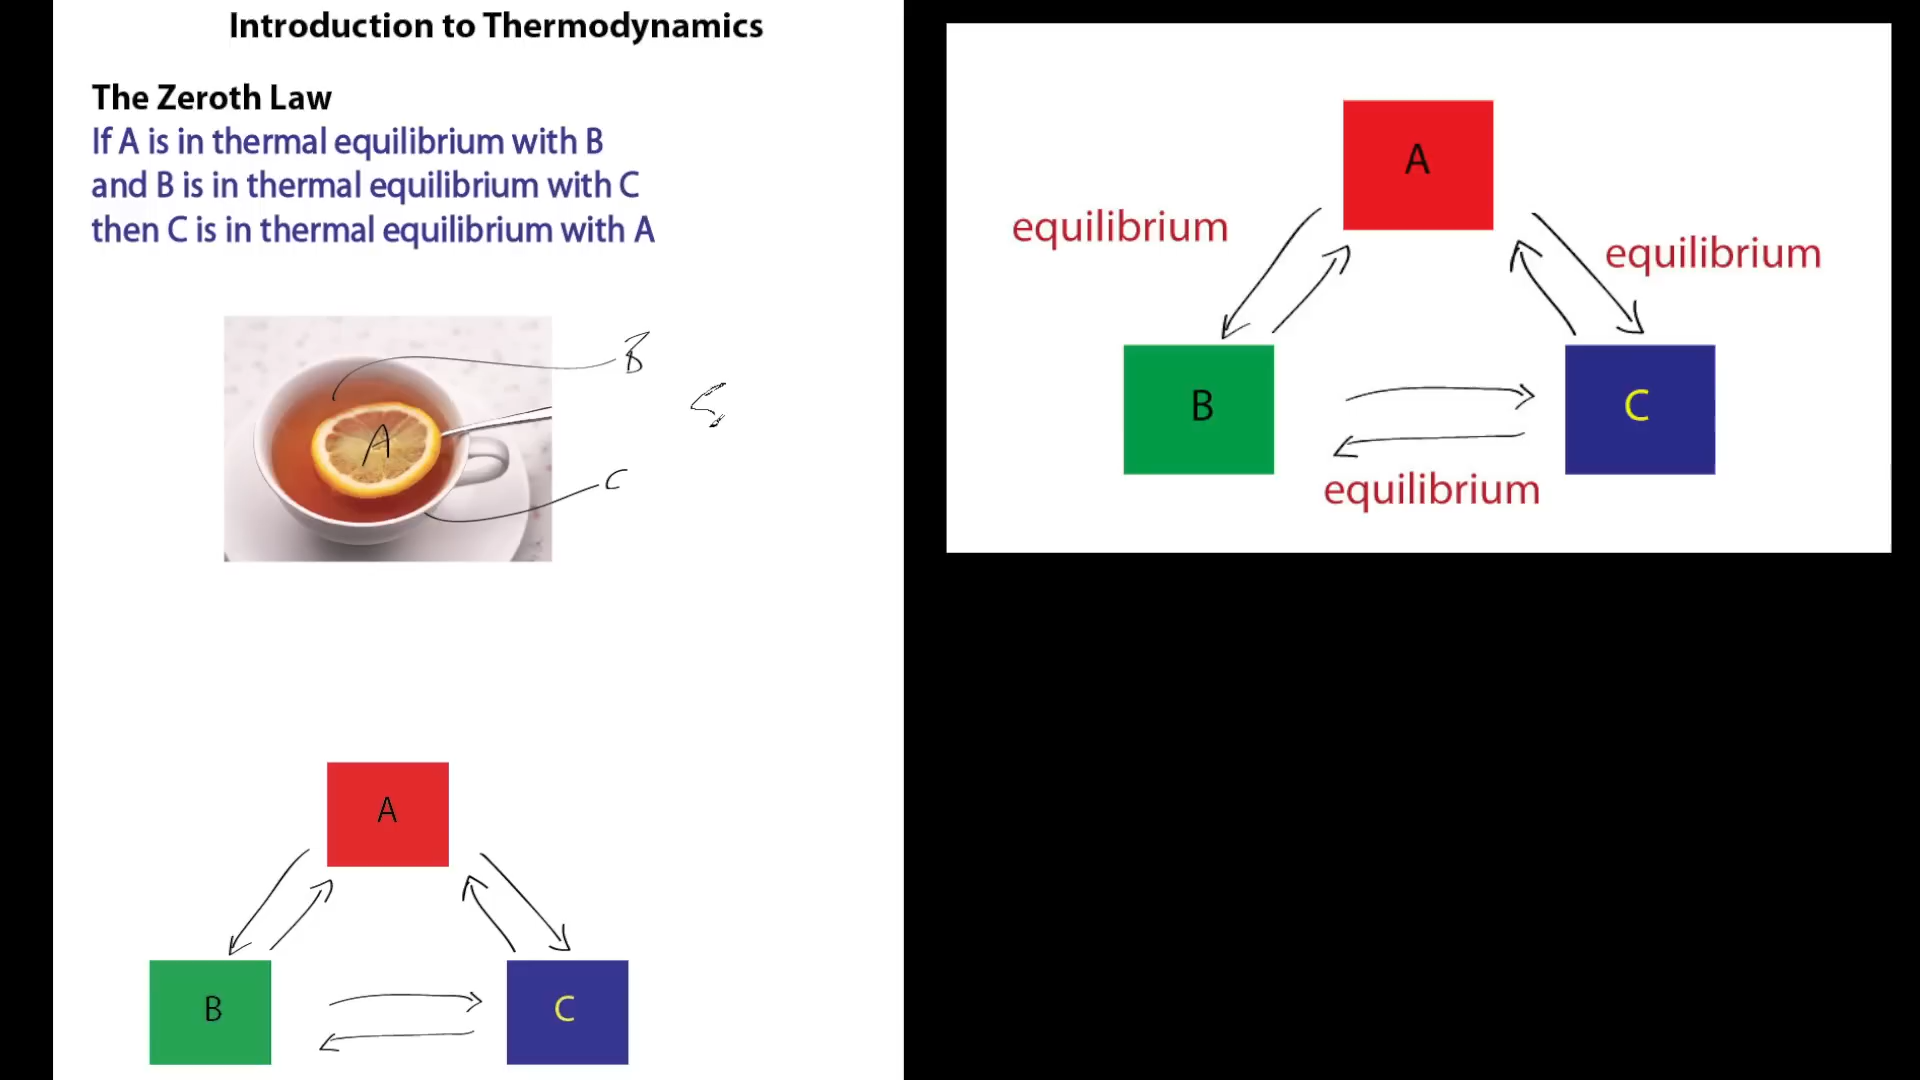 Introduction to Thermodynamics
The Zeroth Law
If A is in thermal equilibrium with B
and B is in thermal equilibrium with C
then C is in thermal equilibrium with A
B
A
C
A
B
C
A
equilibrium
equilibrium
B
C
equilibrium